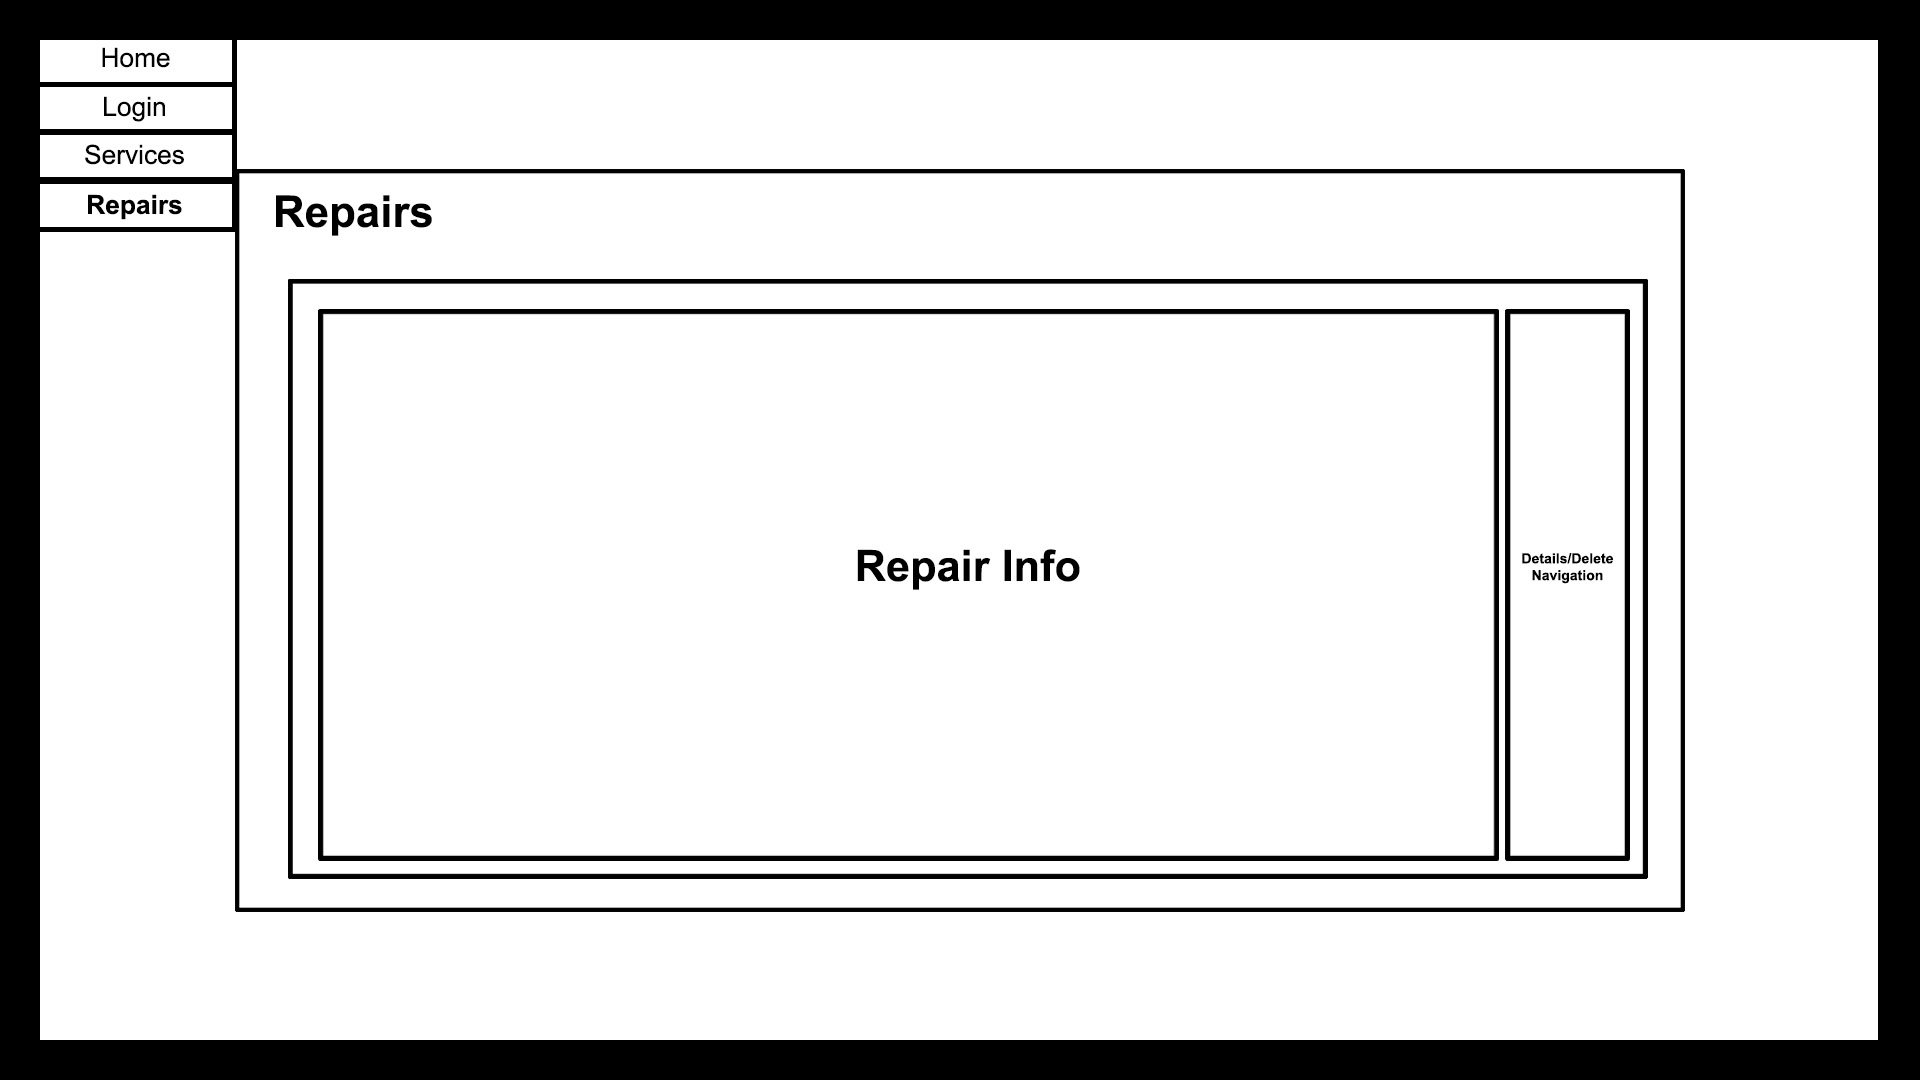 Home
Login
Services
Repairs
Repairs
Repair Info
Details/Delete
Navigation